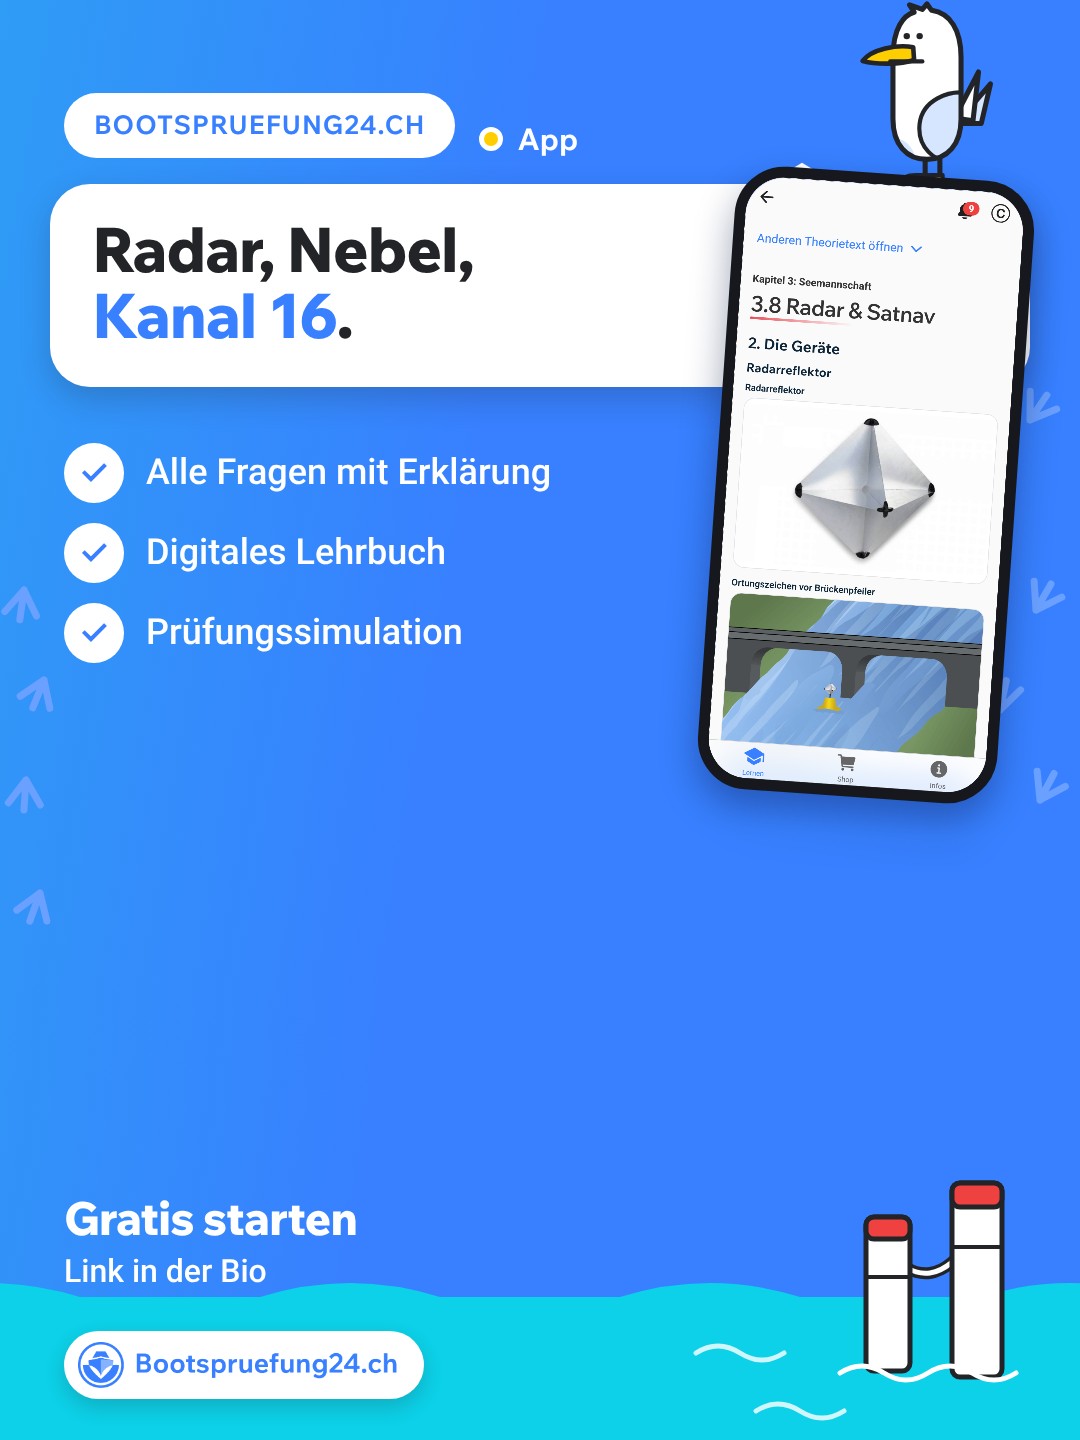 BOOTSPRUEFUNG24.CH
App
Radar, Nebel,
Kanal 16.
Alle Fragen mit Erklärung
Digitales Lehrbuch
Prüfungssimulation
9
C
Anderen Theorietext öffnen
Kapitel 3: Seemannschaft
3.8 Radar & Satnav
2. Die Geräte
Radarreflektor
Radarreflektor
Ortungszeichen vor Brückenpfeiler
Lernen
Shop
Infos
Gratis starten
Link in der Bio
Bootspruefung24.ch